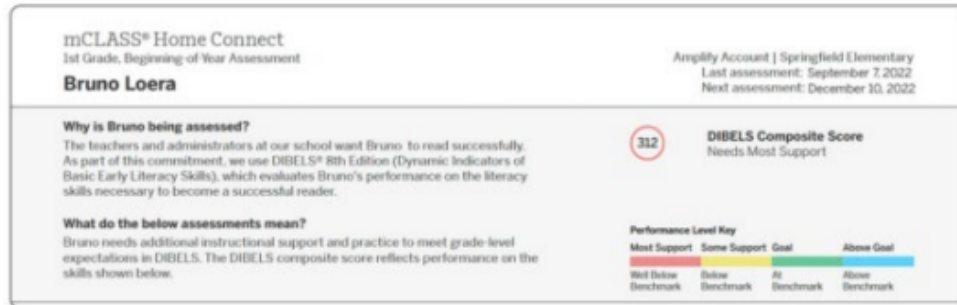 mCLASS® Home Connect
1st Grade, Beginning-of-Year Assessment
Bruno Loera
Amplify Account | Springfield Elementary
Last assessment: September 7, 2022
Next assessment: December 10, 2022
Why is Bruno being assessed?
The teachers and administrators at our school want Bruno to read successfully.
As part of this commitment, we use DIBELS® 8th Edition (Dynamic Indicators of
Basic Early Literacy Skills), which evaluates Bruno's performance on the literacy
skills necessary to become a successful reader.
What do the below assessments mean?
Bruno needs additional instructional support and practice to meet grade-level
expectations in DIBELS. The DIBELS composite score reflects performance on the
skills shown below.
312
DIBELS Composite Score
Needs Most Support
Performance Level Key
Most Support Some Support Goal Above Goal
Well Below Below At Above
Benchmark Benchmark Benchmark Benchmark